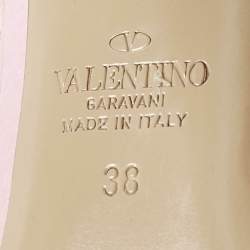 VALENTINO
GARAVANI
MADE IN ITALY
38